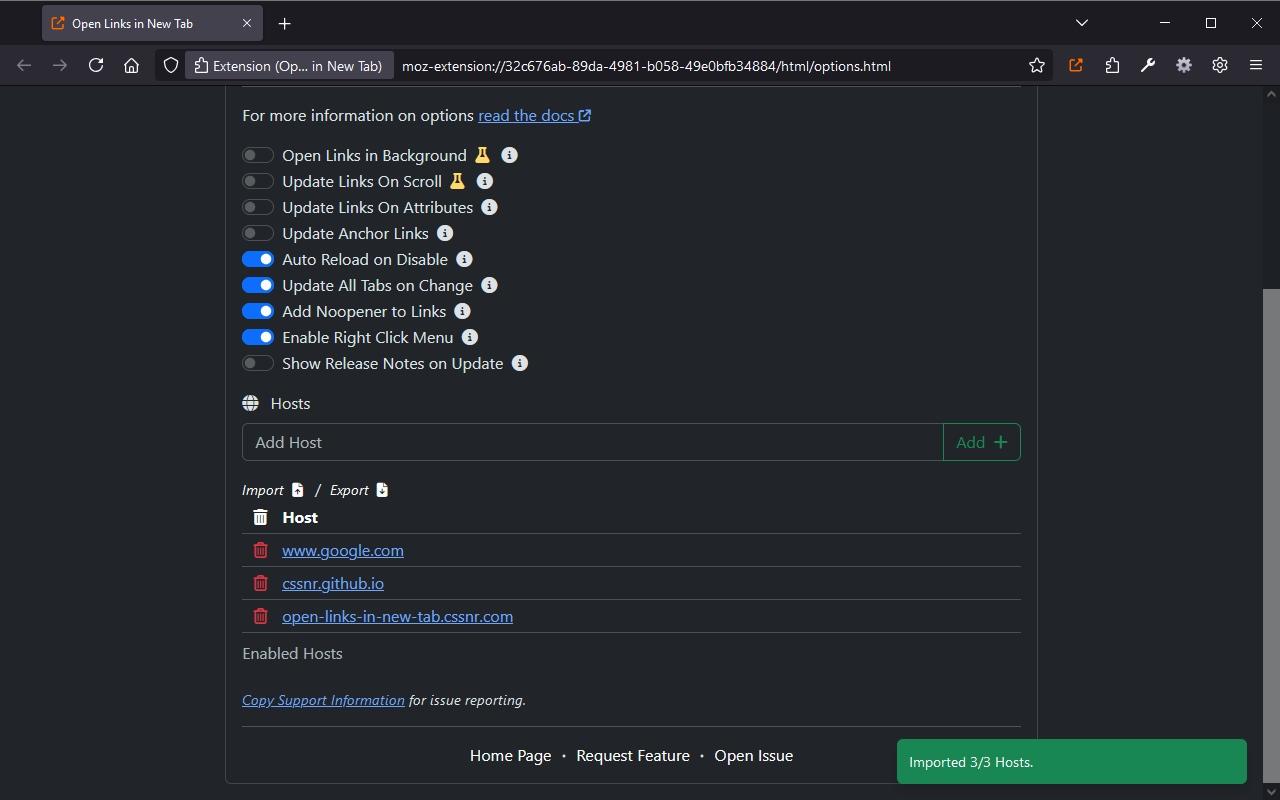 Open Links in New Tab
Extension (Op... in New Tab) moz-extension://32c676ab-89da-4981-b058-49e0bfb34884/html/options.html
For more information on options read the docs
Open Links in Background
Update Links On Scroll
Update Links On Attributes
Update Anchor Links
Auto Reload on Disable
Update All Tabs on Change
Add Noopener to Links
Enable Right Click Menu
Show Release Notes on Update
Hosts
Add Host Add +
Import / Export
Host
www.google.com
cssnr.github.io
open-links-in-new-tab.cssnr.com
Enabled Hosts
Copy Support Information for issue reporting.
Home Page · Request Feature · Open Issue
Imported 3/3 Hosts.